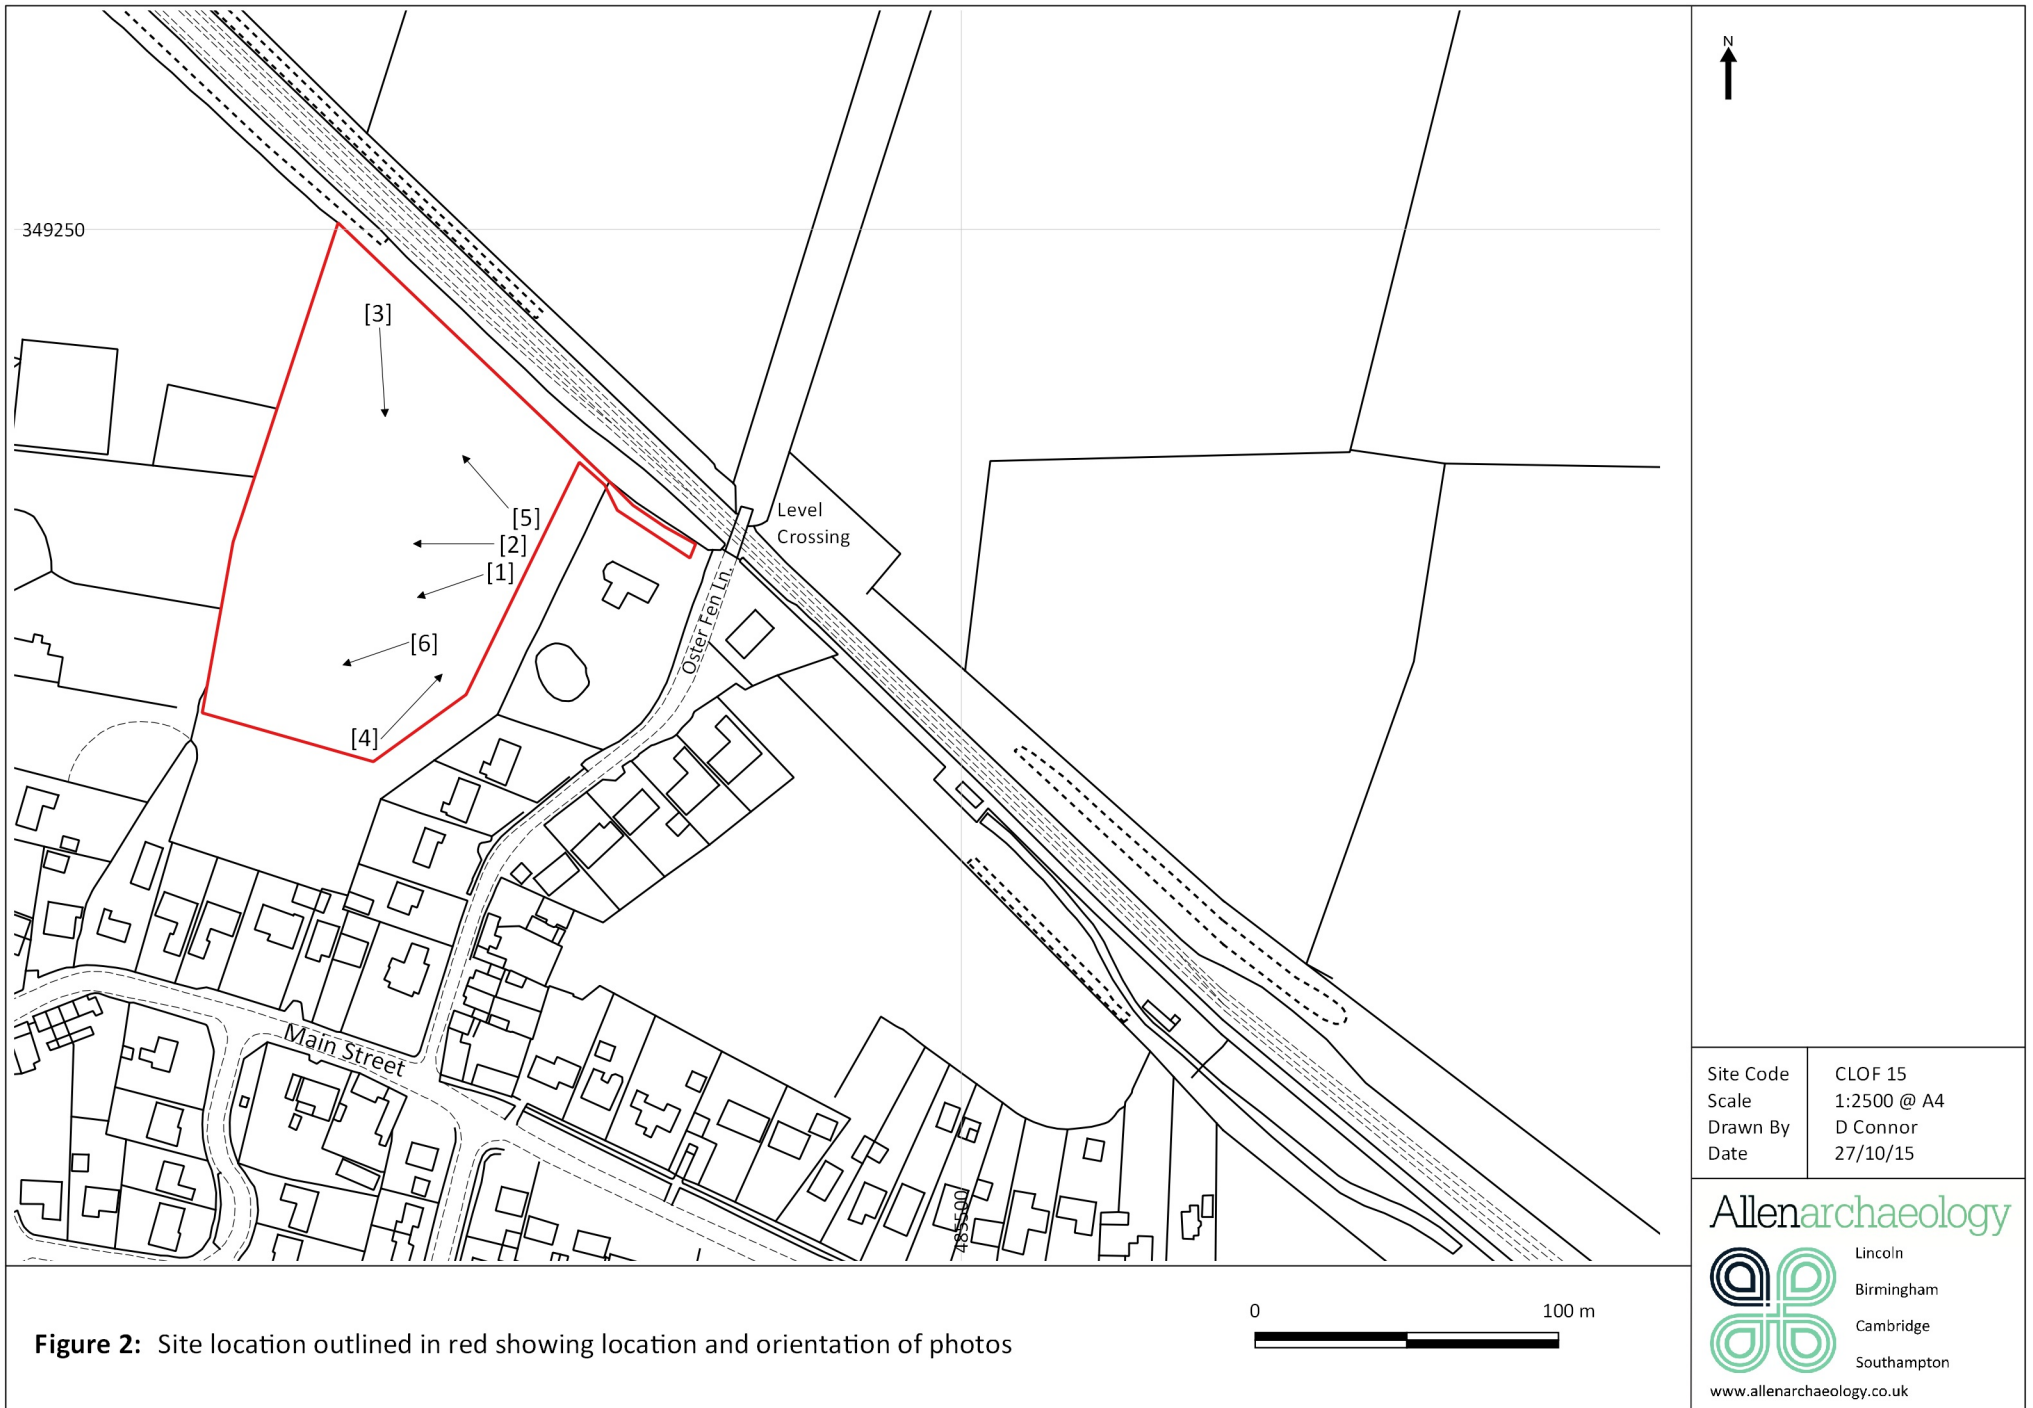 N
349250
[3]
[5]
[2]
[1]
[6]
[4]
Level
Crossing
Oster Fen Ln.
Main Street
485500
Site Code CLOF 15
Scale 1:2500 @ A4
Drawn By D Connor
Date 27/10/15
Allenarchaeology
Lincoln
Birmingham
Cambridge
Southampton
www.allenarchaeology.co.uk
0 100 m
Figure 2: Site location outlined in red showing location and orientation of photos